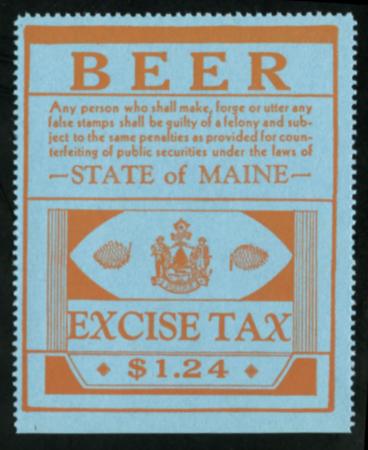 BEER
Any person who shall make, forge or utter any
false stamps shall be guilty of a felony and sub-
ject to the same penalties as provided for coun-
terfeiting of public securities under the laws of
—STATE of MAINE—
EXCISE TAX
$1.24